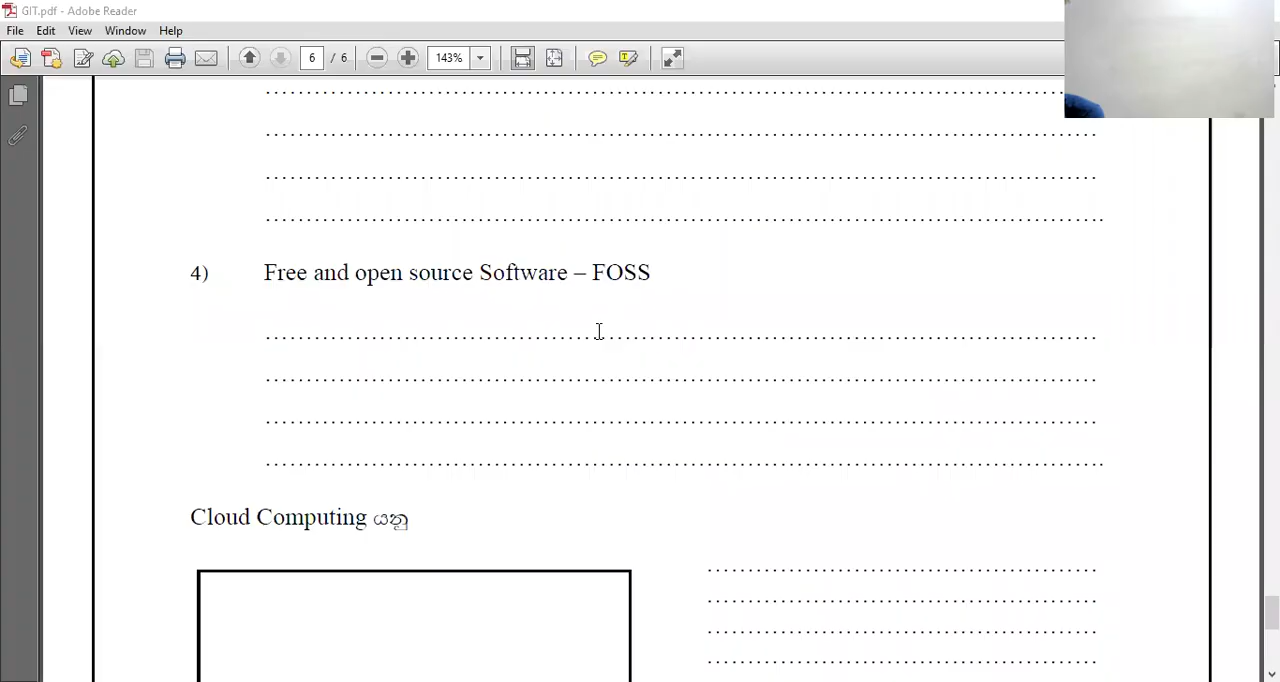 GIT.pdf - Adobe Reader
File Edit View Window Help
6 / 6 143%
4) Free and open source Software – FOSS
Cloud Computing යනු